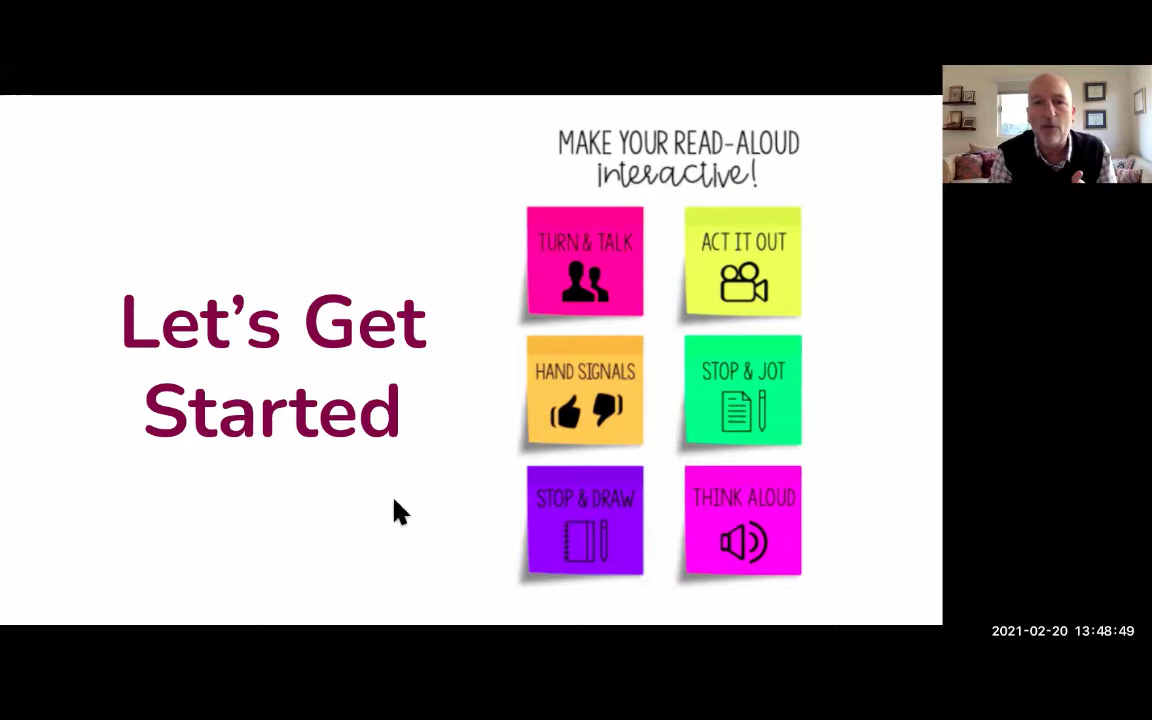 Let's Get
Started
MAKE YOUR READ-ALOUD
interactive!
TURN & TALK
ACT IT OUT
HAND SIGNALS
STOP & JOT
STOP & DRAW
THINK ALOUD
2021-02-20 13:48:49